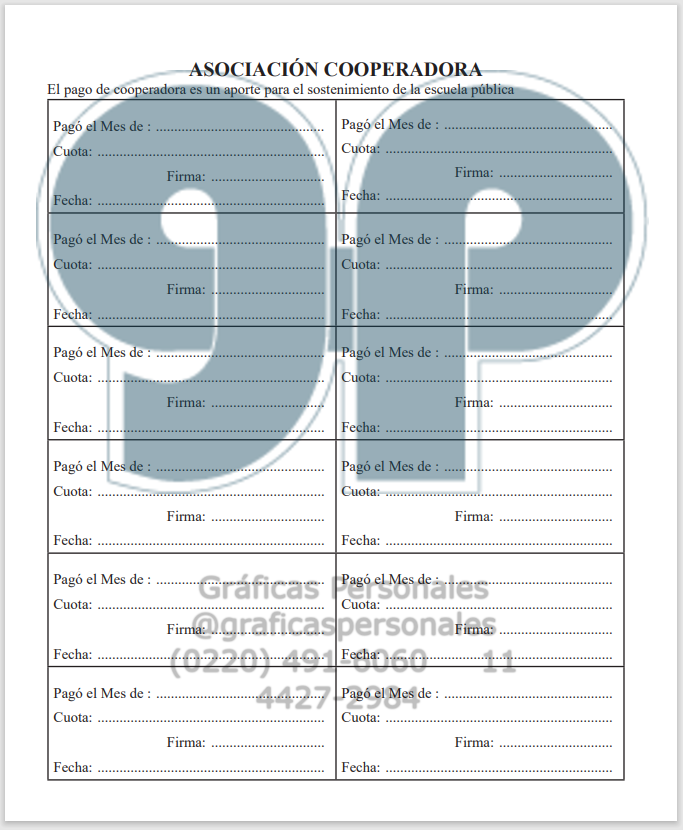 ASOCIACIÓN COOPERADORA
El pago de cooperadora es un aporte para el sostenimiento de la escuela pública
Pagó el Mes de : .............................................
Cuota: .............................................................
Firma: ..............................
Fecha: .............................................................
Pagó el Mes de : .............................................
Cuota: .............................................................
Firma: ..............................
Fecha: .............................................................
Pagó el Mes de : .............................................
Cuota: .............................................................
Firma: ..............................
Fecha: .............................................................
Pagó el Mes de : .............................................
Cuota: .............................................................
Firma: ..............................
Fecha: .............................................................
Pagó el Mes de : .............................................
Cuota: .............................................................
Firma: ..............................
Fecha: .............................................................
Pagó el Mes de : .............................................
Cuota: .............................................................
Firma: ..............................
Fecha: .............................................................
Pagó el Mes de : .............................................
Cuota: .............................................................
Firma: ..............................
Fecha: .............................................................
Pagó el Mes de : .............................................
Cuota: .............................................................
Firma: ..............................
Fecha: .............................................................
Pagó el Mes de : .............................................
Cuota: .............................................................
Firma: ..............................
Fecha: .............................................................
Pagó el Mes de : .............................................
Cuota: .............................................................
Firma: ..............................
Fecha: .............................................................
Pagó el Mes de : .............................................
Cuota: .............................................................
Firma: ..............................
Fecha: .............................................................
Pagó el Mes de : .............................................
Cuota: .............................................................
Firma: ..............................
Fecha: .............................................................
gp
Gráficas Personales
@graficaspersonales
(0220) 491-6060 11
4427-2984